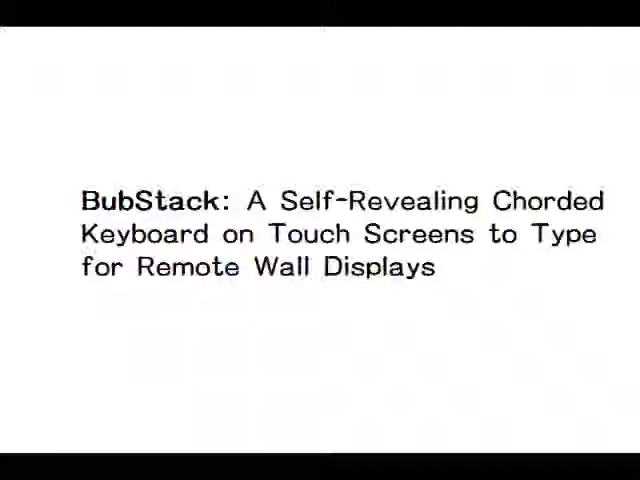 BubStack: A Self-Revealing Chorded
Keyboard on Touch Screens to Type
for Remote Wall Displays